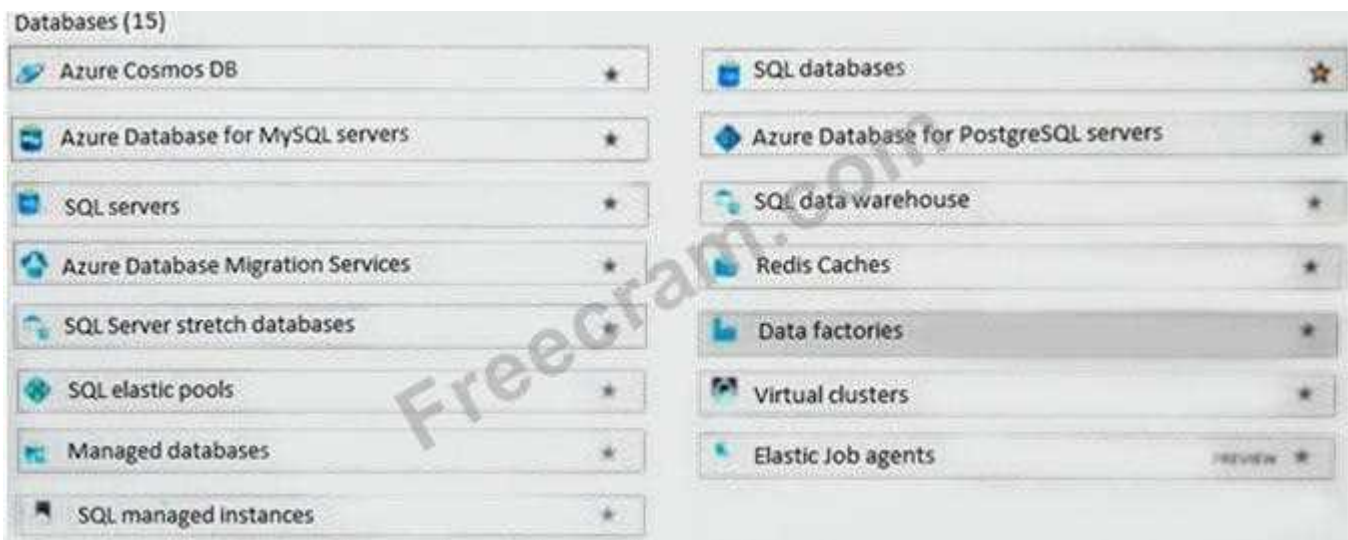 Databases (15)
Azure Cosmos DB
SQL databases
Azure Database for MySQL servers
Azure Database for PostgreSQL servers
SQL servers
SQL data warehouse
Azure Database Migration Services
Redis Caches
SQL Server stretch databases
Data factories
SQL elastic pools
Virtual clusters
Managed databases
Elastic Job agents PREVIEW
SQL managed instances
Freecram.com